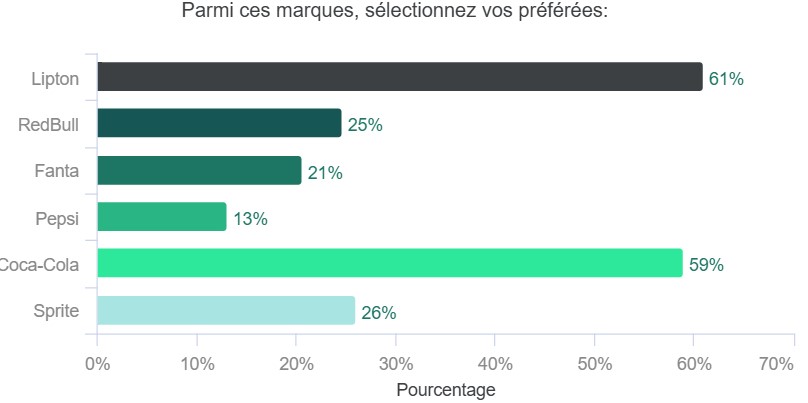 Parmi ces marques, sélectionnez vos préférées:
Lipton 61%
RedBull 25%
Fanta 21%
Pepsi 13%
Coca-Cola 59%
Sprite 26%
0% 10% 20% 30% 40% 50% 60% 70%
Pourcentage